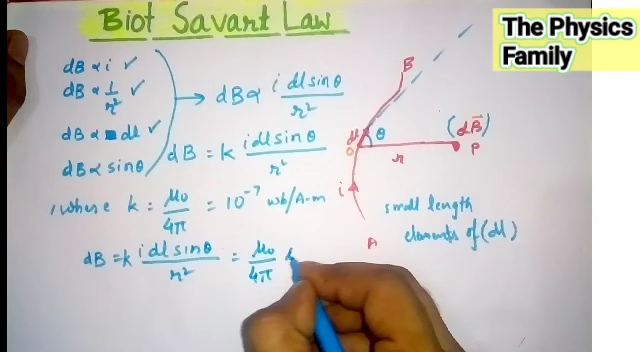 Biot Savart Law
The Physics
Family
dB ∝ i ✓
dB ∝ 1/r² ✓
dB ∝ dl ✓
dB ∝ sinθ
→ dB ∝ i dl sinθ / r²
dB = k i dl sinθ / r²
, where k = μ₀/4π = 10⁻⁷ wb/A-m
dB = k i dl sinθ / r² = μ₀/4π
B
dl
θ
O
(dB⃗)
r
P
i
A
small length
elements of (dl)